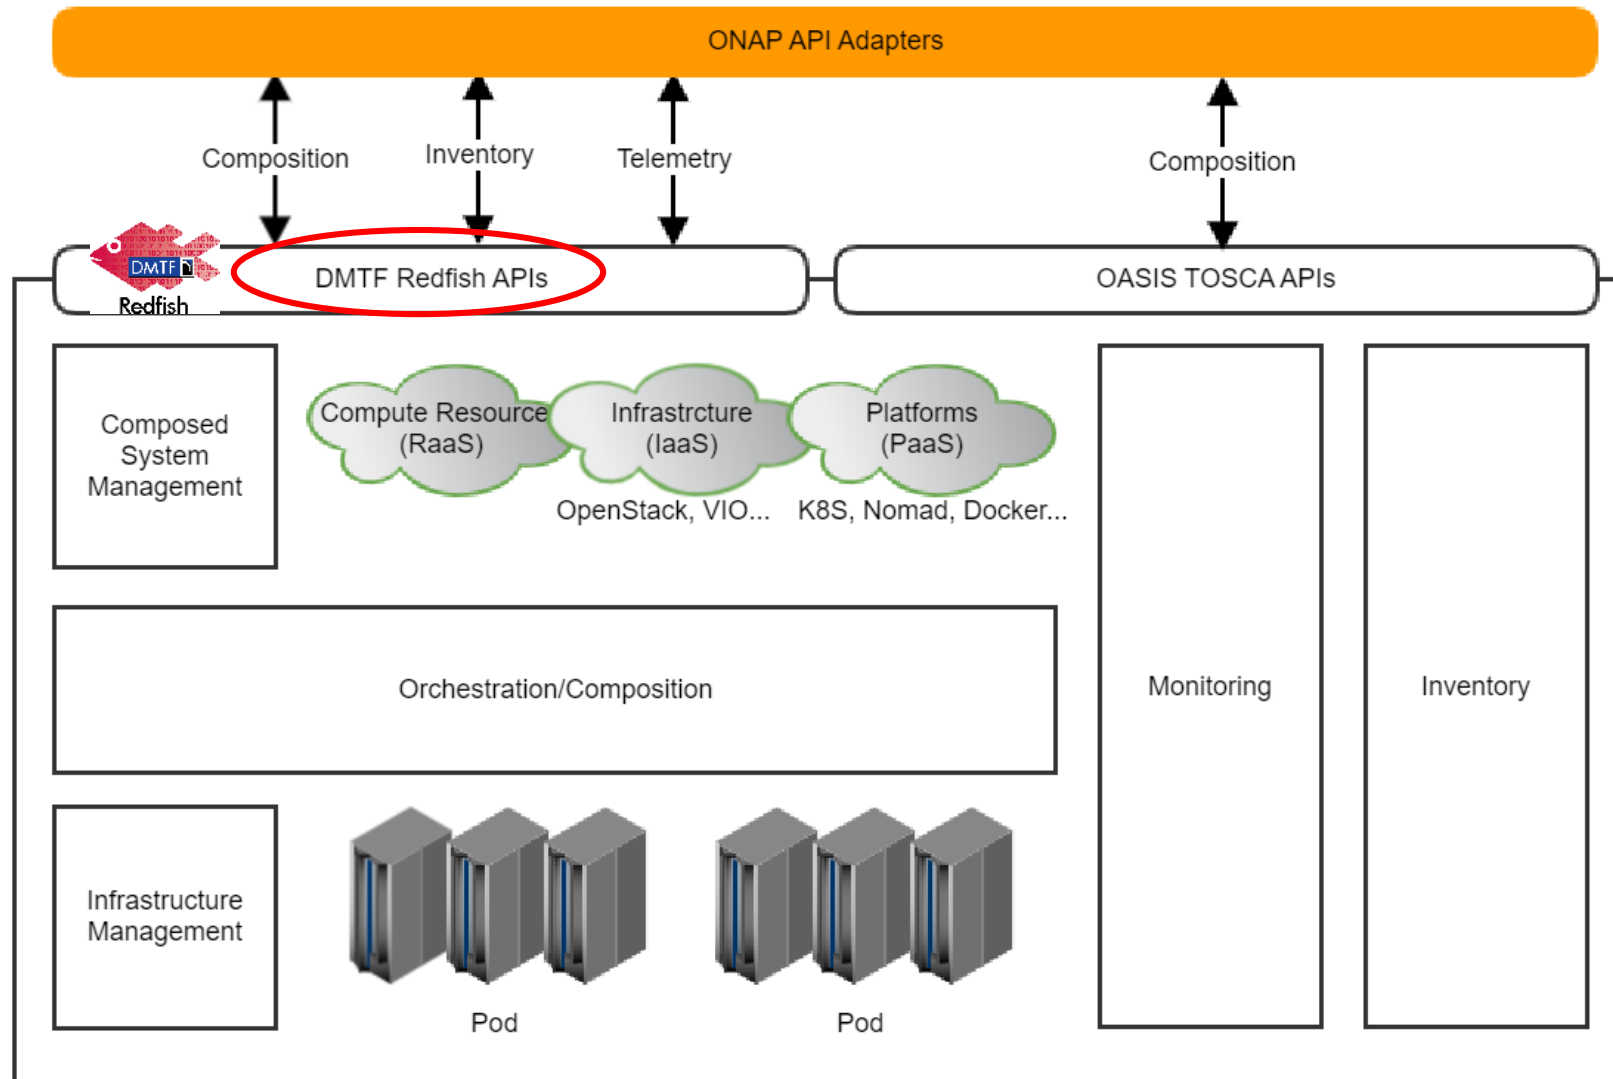 ONAP API Adapters
Composition
Inventory
Telemetry
Composition
DMTF
Redfish
DMTF Redfish APIs
OASIS TOSCA APIs
Composed
System
Management
Compute Resource
(RaaS)
Infrastrcture
(IaaS)
Platforms
(PaaS)
OpenStack, VIO...
K8S, Nomad, Docker...
Orchestration/Composition
Monitoring
Inventory
Infrastructure
Management
Pod
Pod